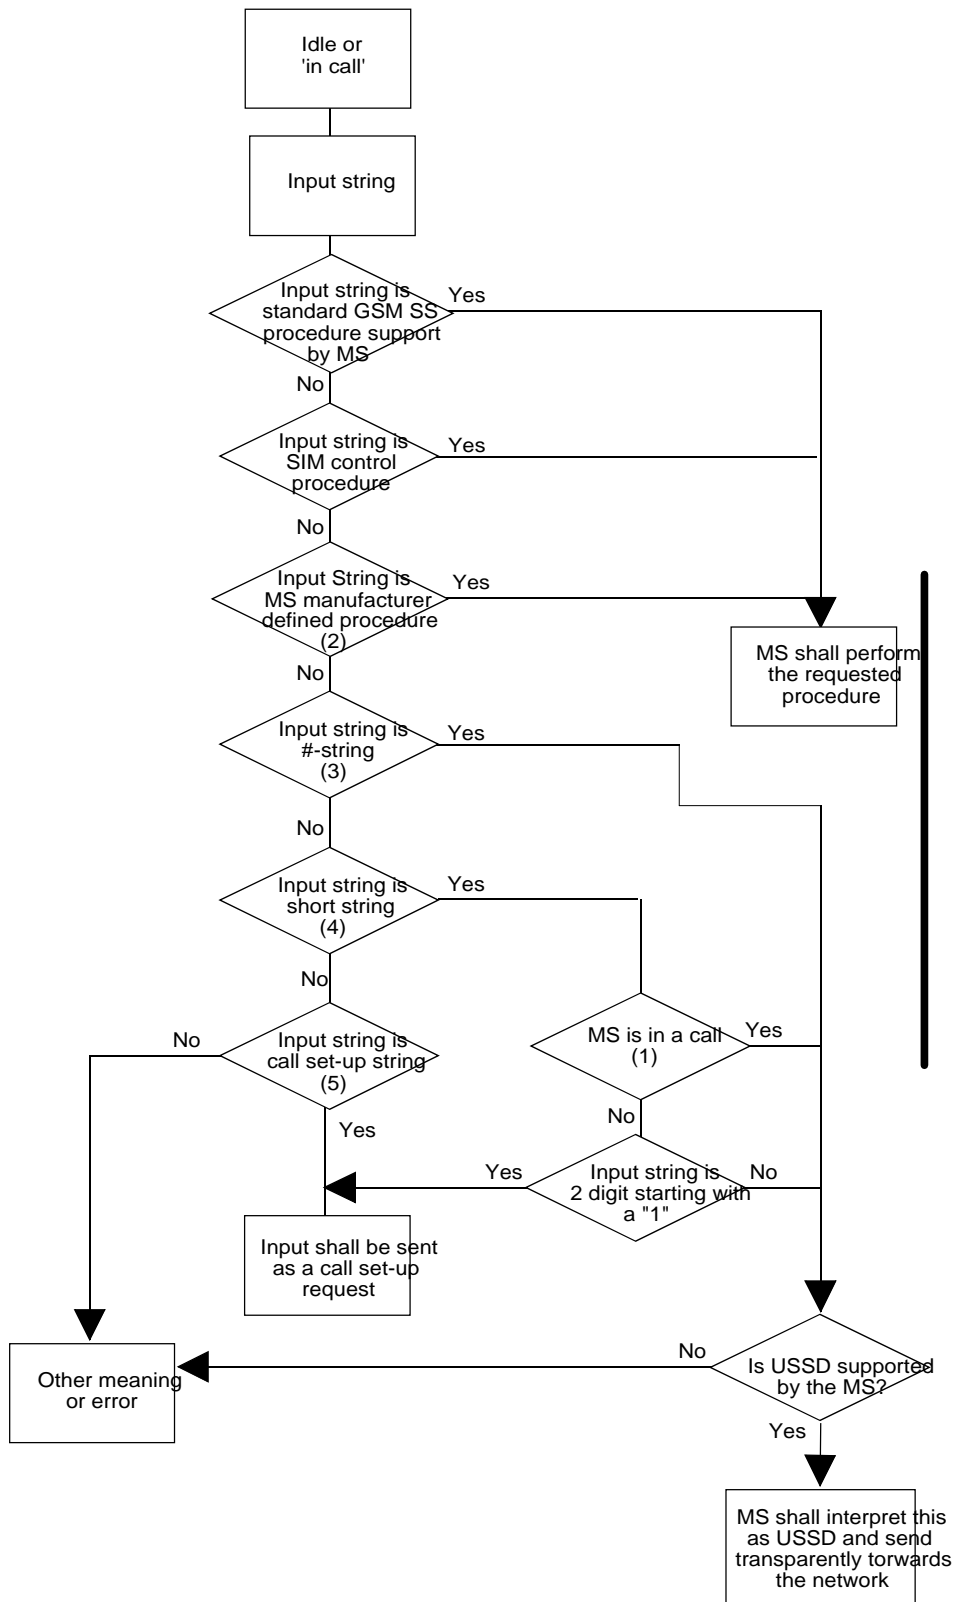 Idle or
'in call'
Input string
Input string is
standard GSM SS
procedure support
by MS
Yes
No
Input string is
SIM control
procedure
Yes
No
Input String is
MS manufacturer
defined procedure
(2)
Yes
No
MS shall perform
the requested
procedure
Input string is
#-string
(3)
Yes
No
Input string is
short string
(4)
Yes
No
MS is in a call
(1)
Yes
No
Input string is
call set-up string
(5)
No
Yes
Input string is
2 digit starting with
a "1"
Yes
No
Input shall be sent
as a call set-up
request
Is USSD supported
by the MS?
No
Yes
Other meaning
or error
MS shall interpret this
as USSD and send
transparently torwards
the network